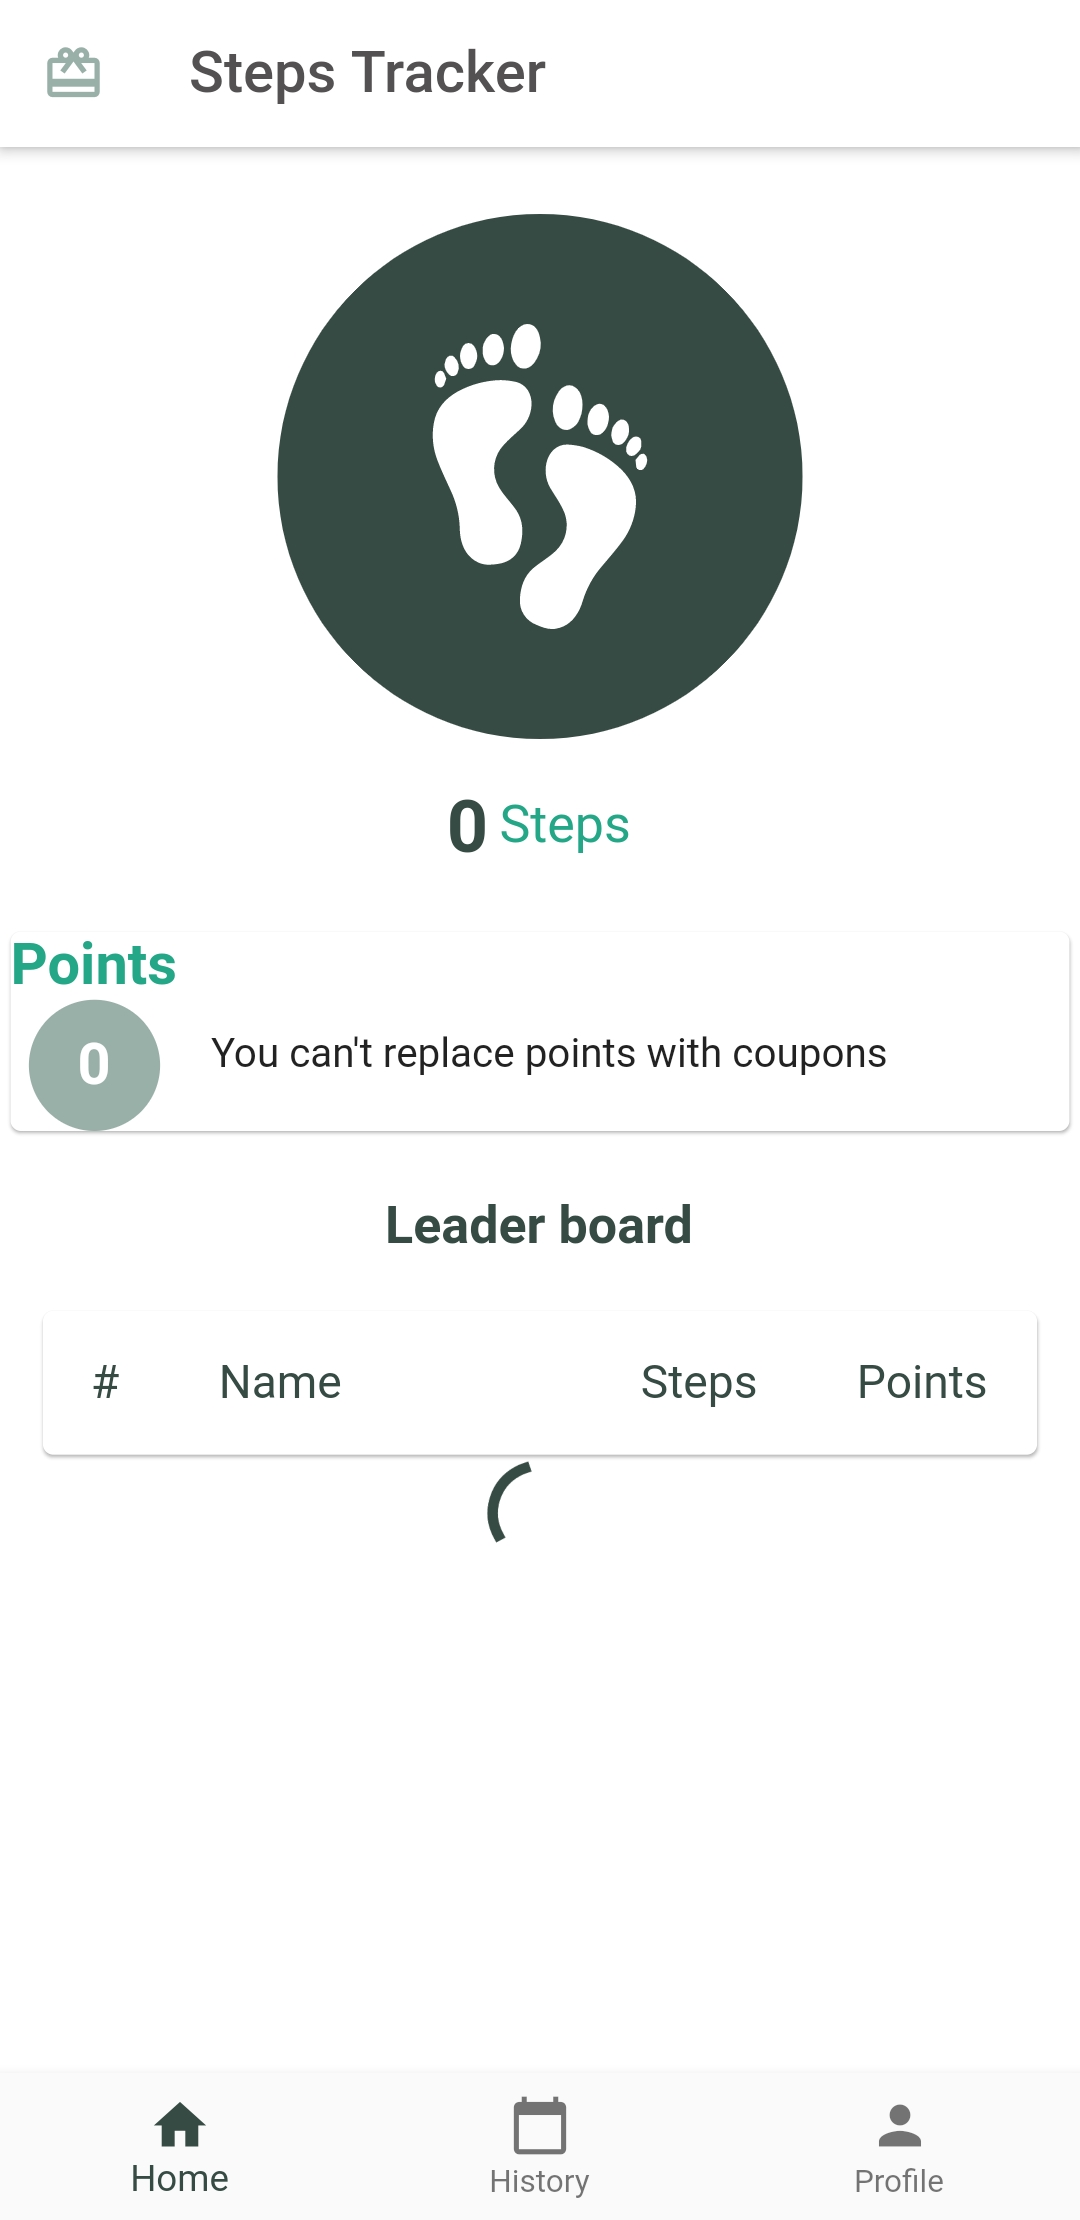 Steps Tracker
0 Steps
Points
0 You can't replace points with coupons
Leader board
# Name Steps Points
Home History Profile